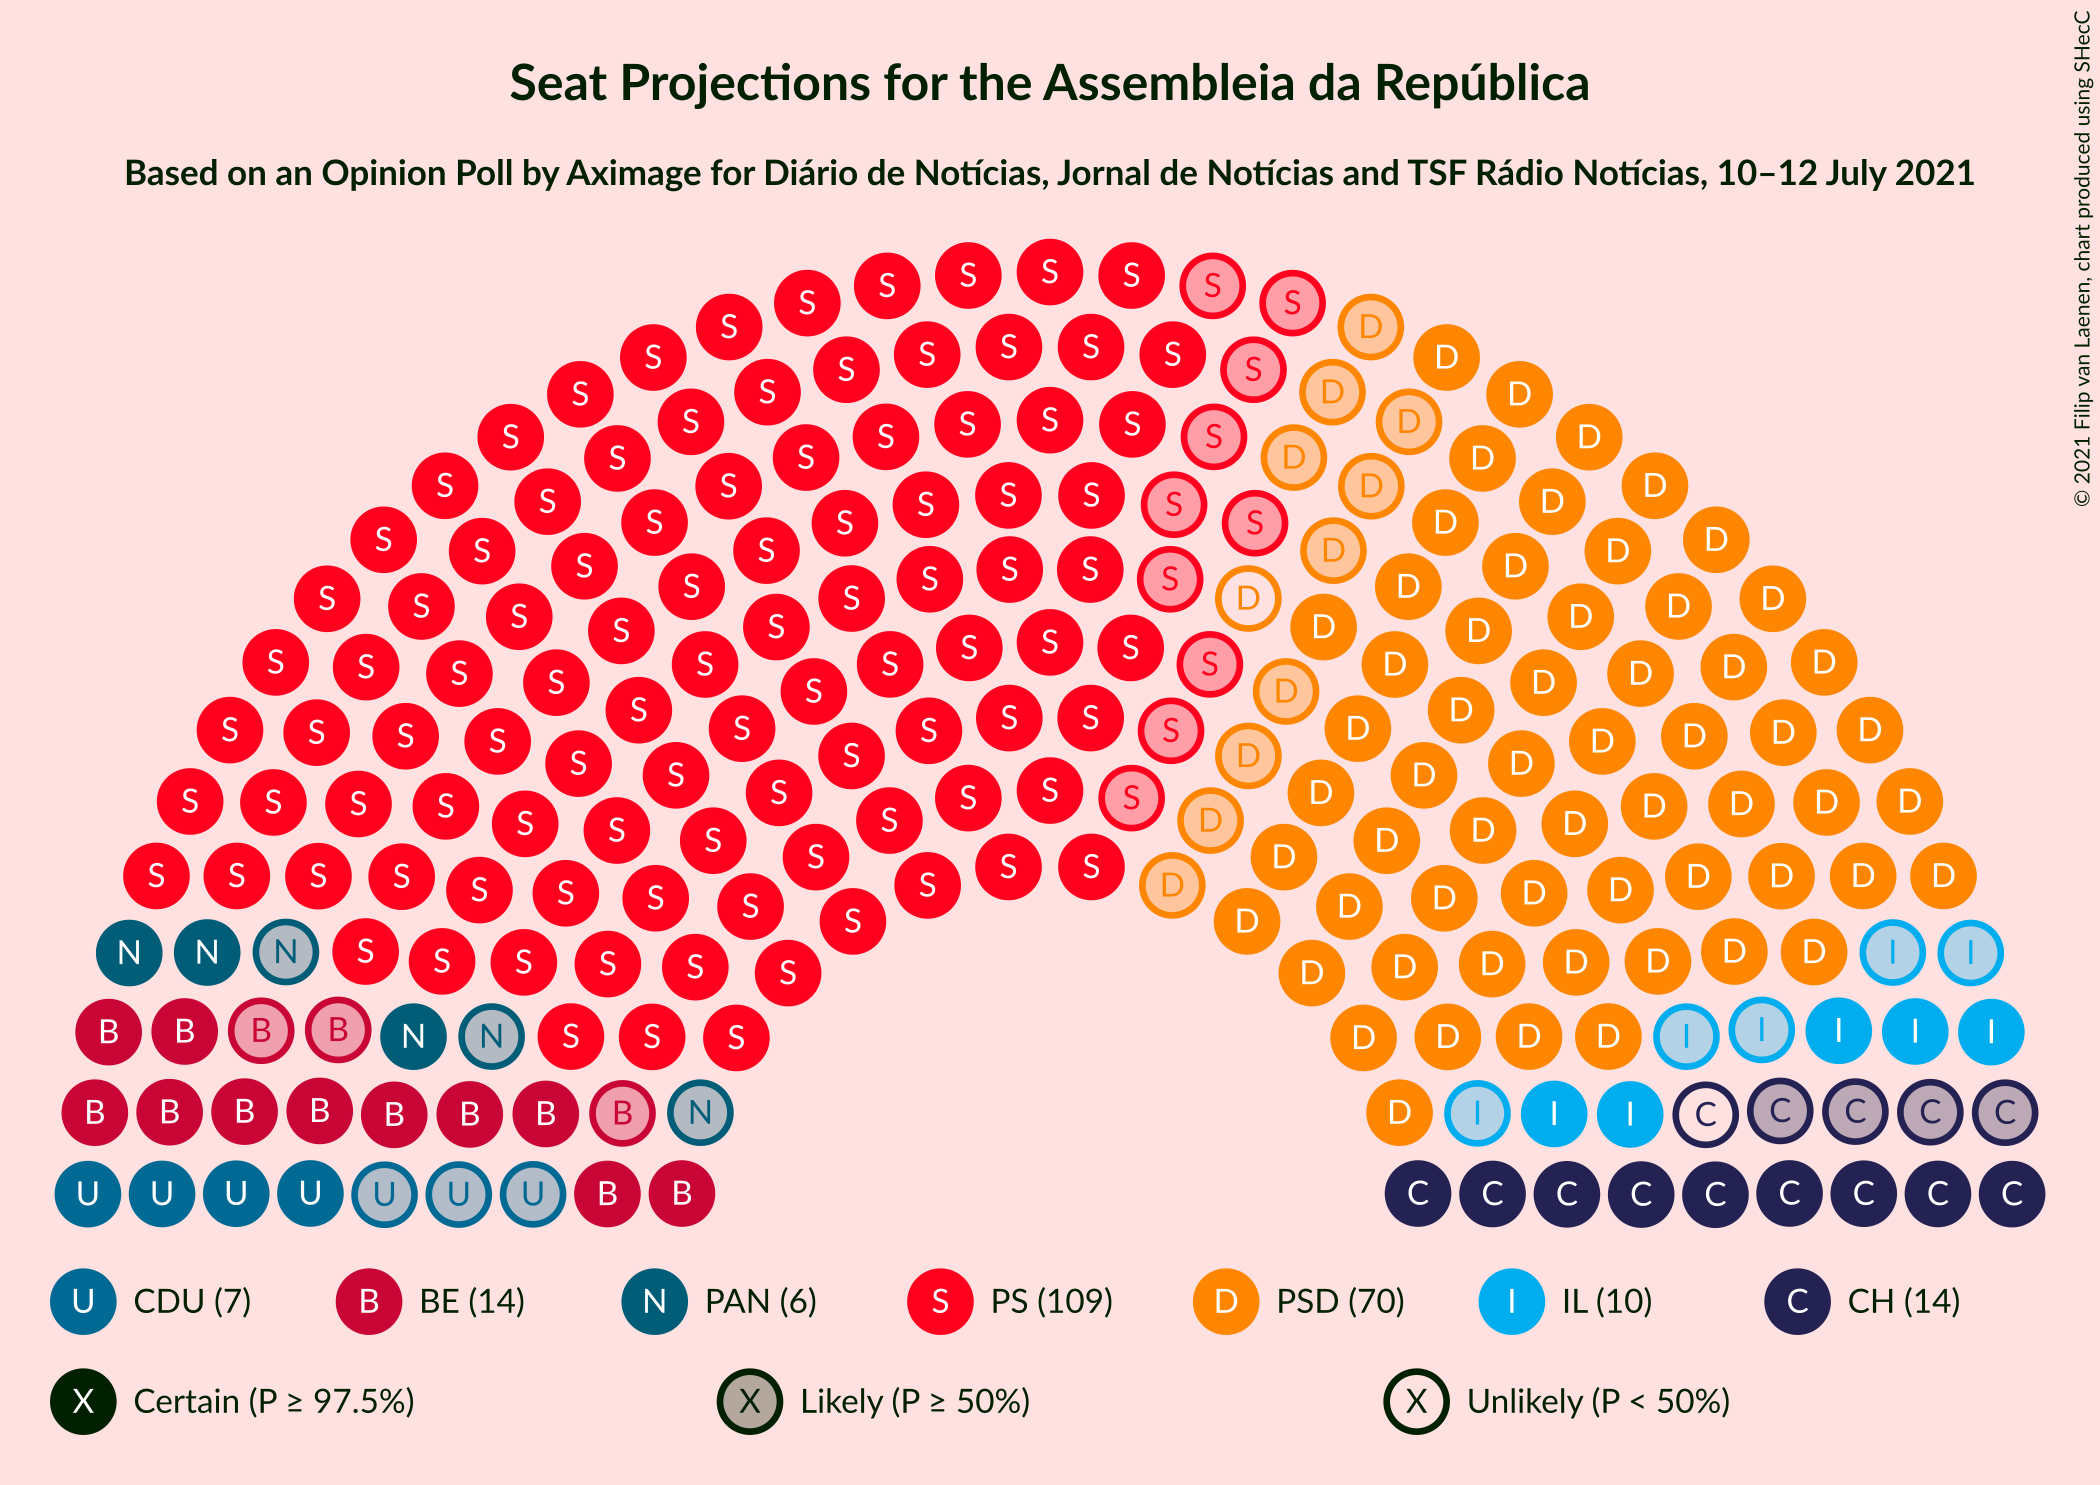 Seat Projections for the Assembleia da República
Based on an Opinion Poll by Aximage for Diário de Notícias, Jornal de Notícias and TSF Rádio Notícias, 10–12 July 2021
© 2021 Filip van Laenen, chart produced using SHecC
U CDU (7) B BE (14) N PAN (6) S PS (109) D PSD (70) I IL (10) C CH (14)
X Certain (P ≥ 97.5%) X Likely (P ≥ 50%) X Unlikely (P < 50%)